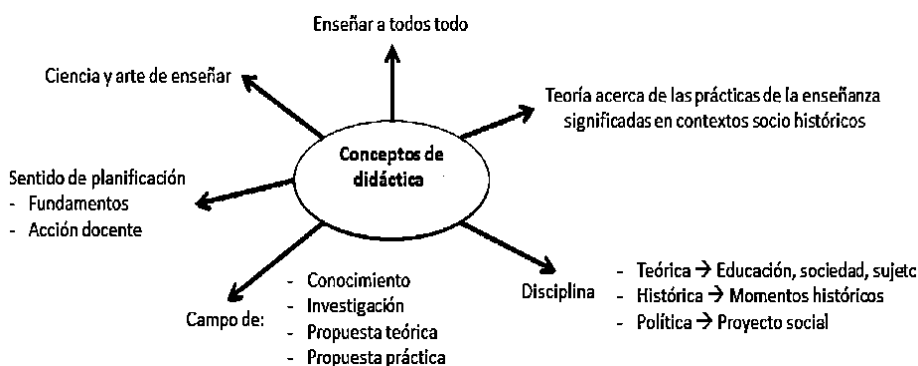 Enseñar a todos todo
Ciencia y arte de enseñar
Teoría acerca de las prácticas de la enseñanza
significadas en contextos socio históricos
Conceptos de
didáctica
Sentido de planificación
- Fundamentos
- Acción docente
Campo de:
- Conocimiento
- Investigación
- Propuesta teórica
- Propuesta práctica
Disciplina
- Teórica → Educación, sociedad, sujeto
- Histórica → Momentos históricos
- Política → Proyecto social